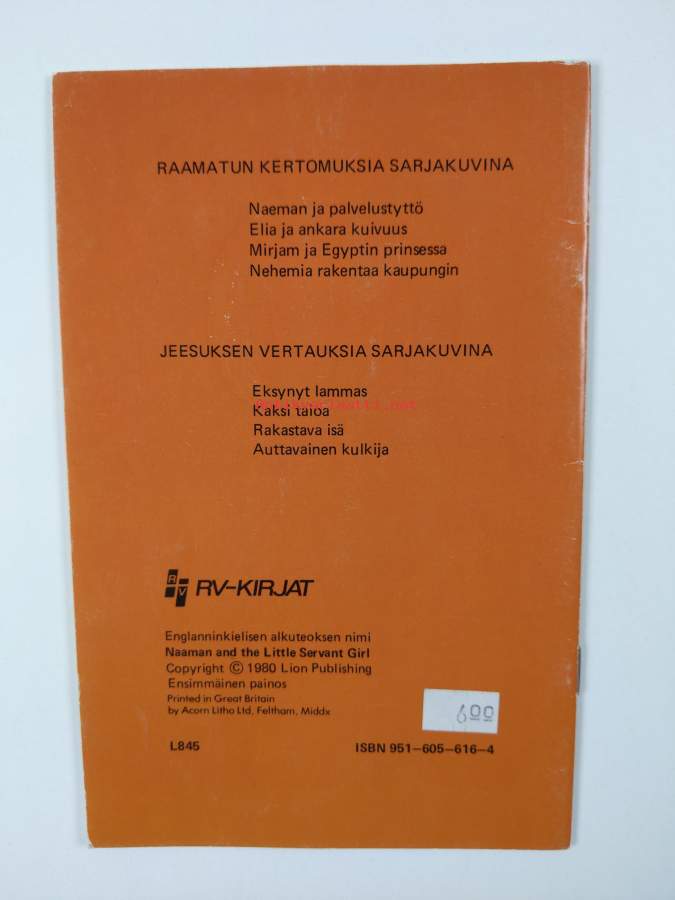 RAAMATUN KERTOMUKSIA SARJAKUVINA
Naeman ja palvelustyttö
Elia ja ankara kuivuus
Mirjam ja Egyptin prinsessa
Nehemia rakentaa kaupungin
JEESUKSEN VERTAUKSIA SARJAKUVINA
Eksynyt lammas
Kaksi taloa
Rakastava isä
Auttavainen kulkija
RV
RV-KIRJAT
Englanninkielisen alkuteoksen nimi
Naaman and the Little Servant Girl
Copyright © 1980 Lion Publishing
Ensimmäinen painos
Printed in Great Britain
by Acorn Litho Ltd, Feltham, Middx
600
L845
ISBN 951-605-616-4